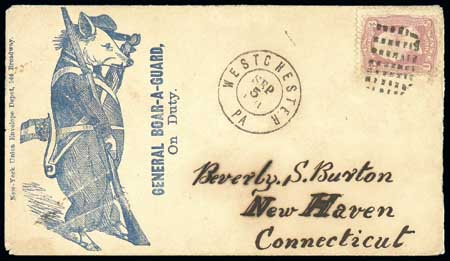 New-York Union Envelope Depot, 144 Broadway.
GENERAL BOAR-A-GUARD,
On Duty.
WESTCHESTER
SEP
5
PA
Beverly. S. Burton
New Haven
Connecticut